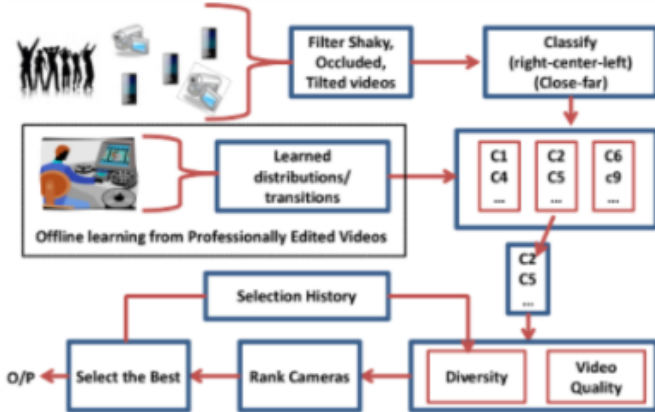 Filter Shaky,
Occluded,
Tilted videos
Classify
(right-center-left)
(Close-far)
Learned
distributions/
transitions
Offline learning from Professionally Edited Videos
C1
C4
...
C2
C5
...
C6
c9
...
C2
C5
...
Selection History
O/P
Select the Best
Rank Cameras
Diversity
Video
Quality